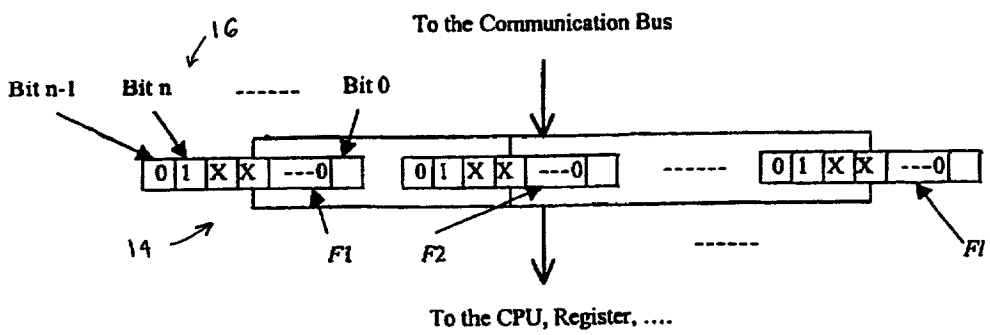 To the Communication Bus
16
Bit n-1 Bit n ------ Bit 0
0 1 X X ---0 0 1 X X ---0 ------ 0 1 X X ---0
14 F1 F2 ------ Fl
To the CPU, Register, ....